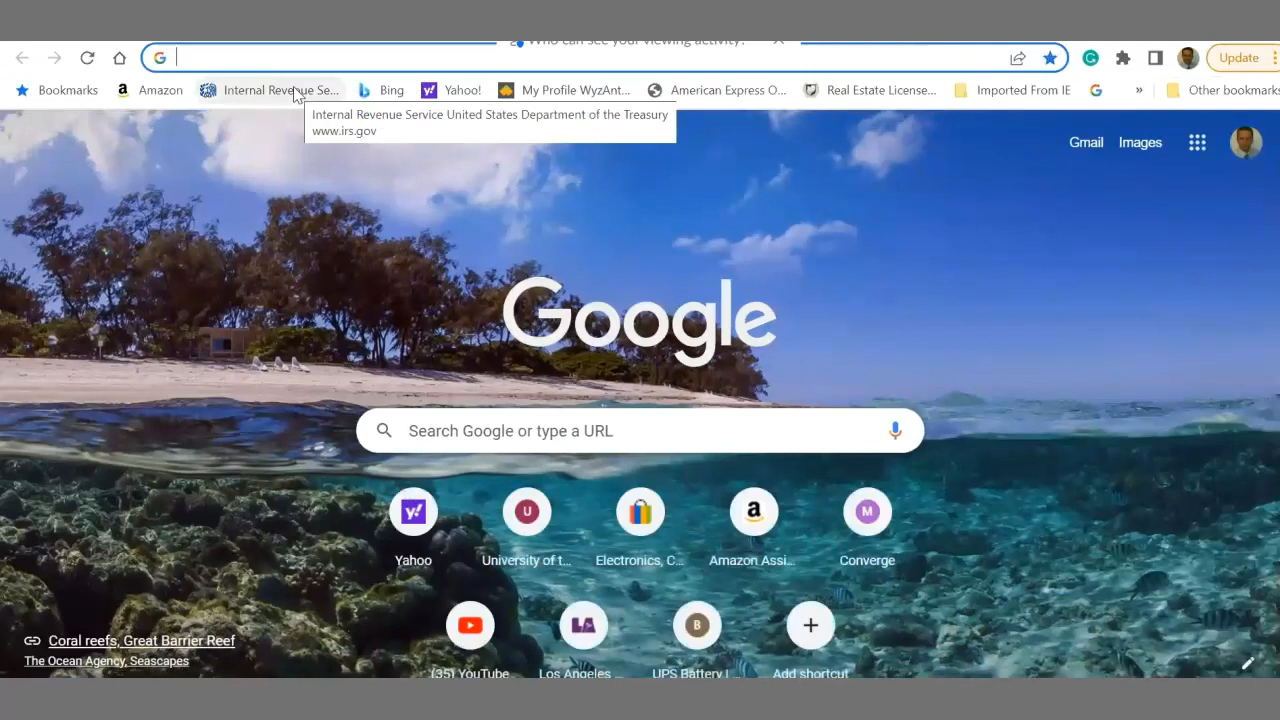 Who can see your viewing activity?
Update
Bookmarks
Amazon
Internal Revenue Se...
Bing
Yahoo!
My Profile WyzAnt...
American Express O...
Real Estate License...
Imported From IE
»
Other bookmarks
Internal Revenue Service United States Department of the Treasury
www.irs.gov
Gmail
Images
Google
Search Google or type a URL
U
a
M
Yahoo
University of t...
Electronics, C...
Amazon Assi...
Converge
LA
B
(35) YouTube
Los Angeles ...
UPS Battery | ...
Add shortcut
Coral reefs, Great Barrier Reef
The Ocean Agency, Seascapes